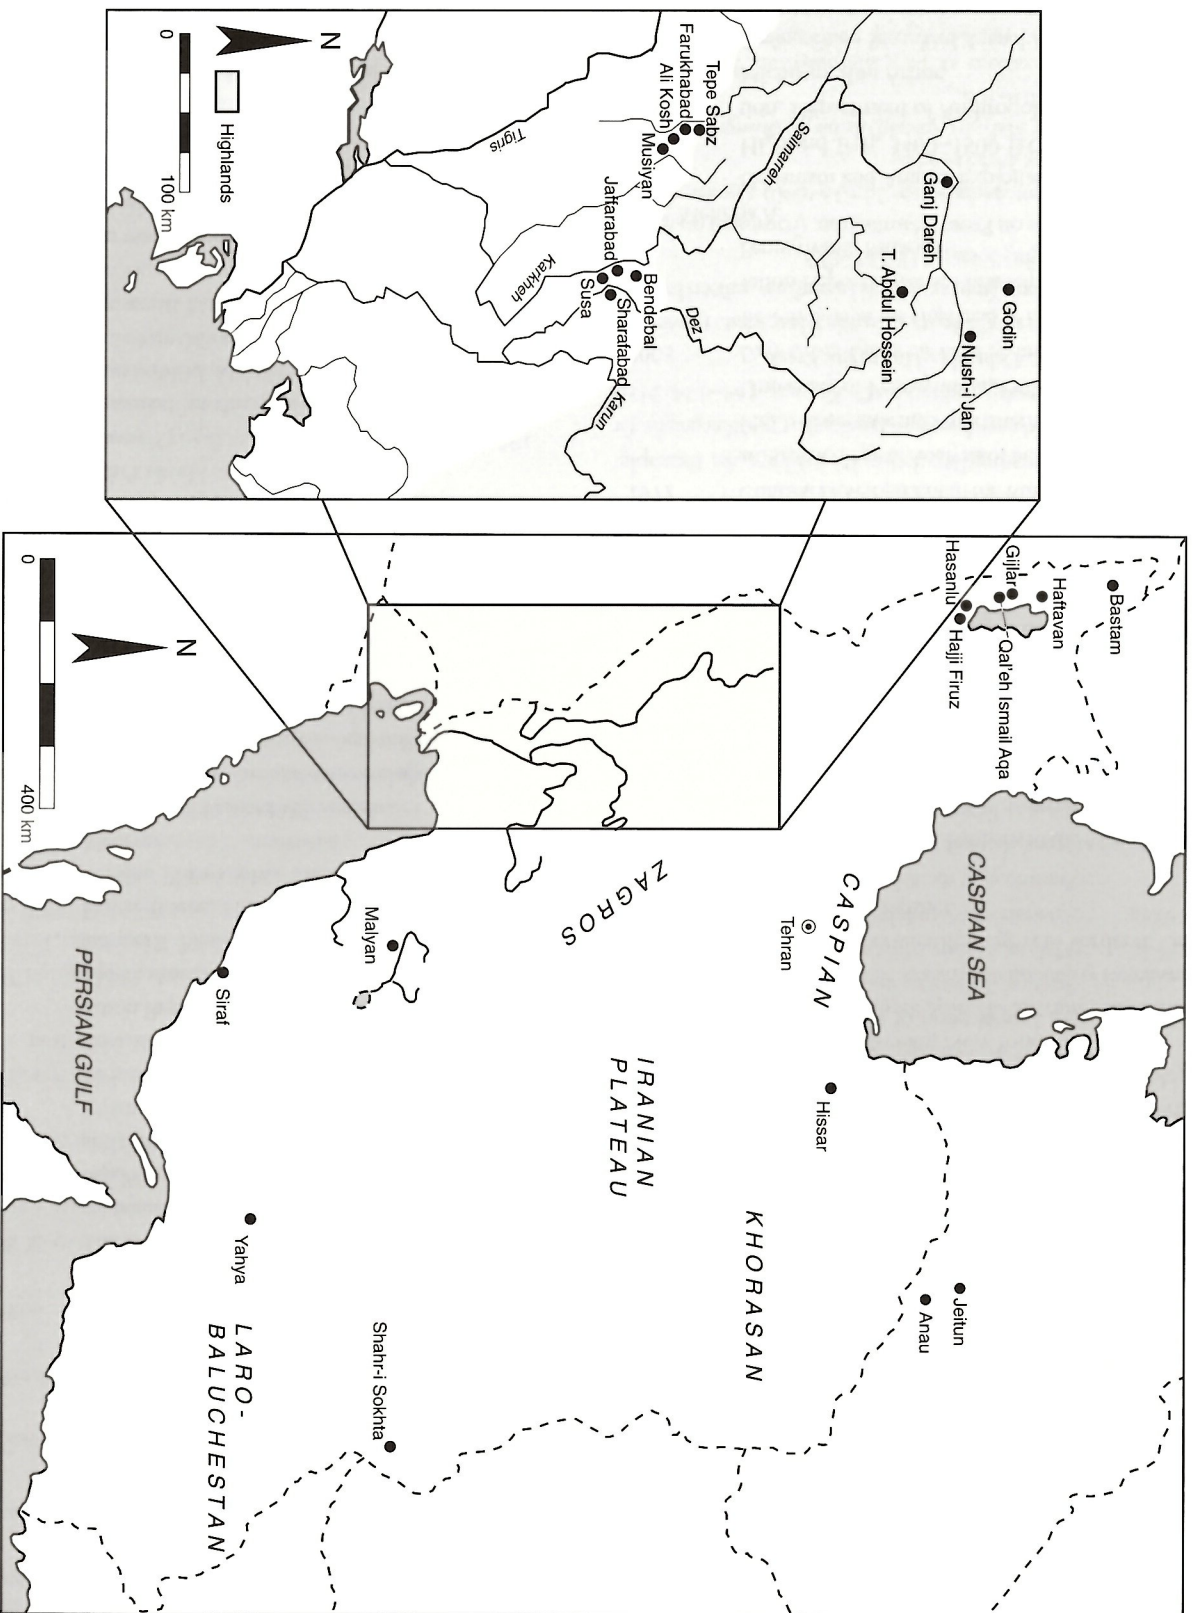 N
0
100 km
Highlands
Tigris
Tepe Sabz
Farukhabad
Ali Kosh
Musiyan
Saimarreh
Ganj Dareh
Godin
Nush-i-Jan
T. Abdul Hossein
Jaffarabad
Bendebal
Susa
Sharafabad
Karkheh
Dez
Karun
Bastam
Haftavan
Gijlar
Qal'eh Ismail Aqa
Hasanlu
Hajji Firuz
CASPIAN SEA
CASPIAN
Tehran
ZAGROS
Hissar
Jeitun
Anau
IRANIAN
PLATEAU
KHORASAN
Malyan
Siraf
PERSIAN GULF
Yahya
Shahr-i Sokhta
LARO-
BALUCHESTAN
N
0
400 km